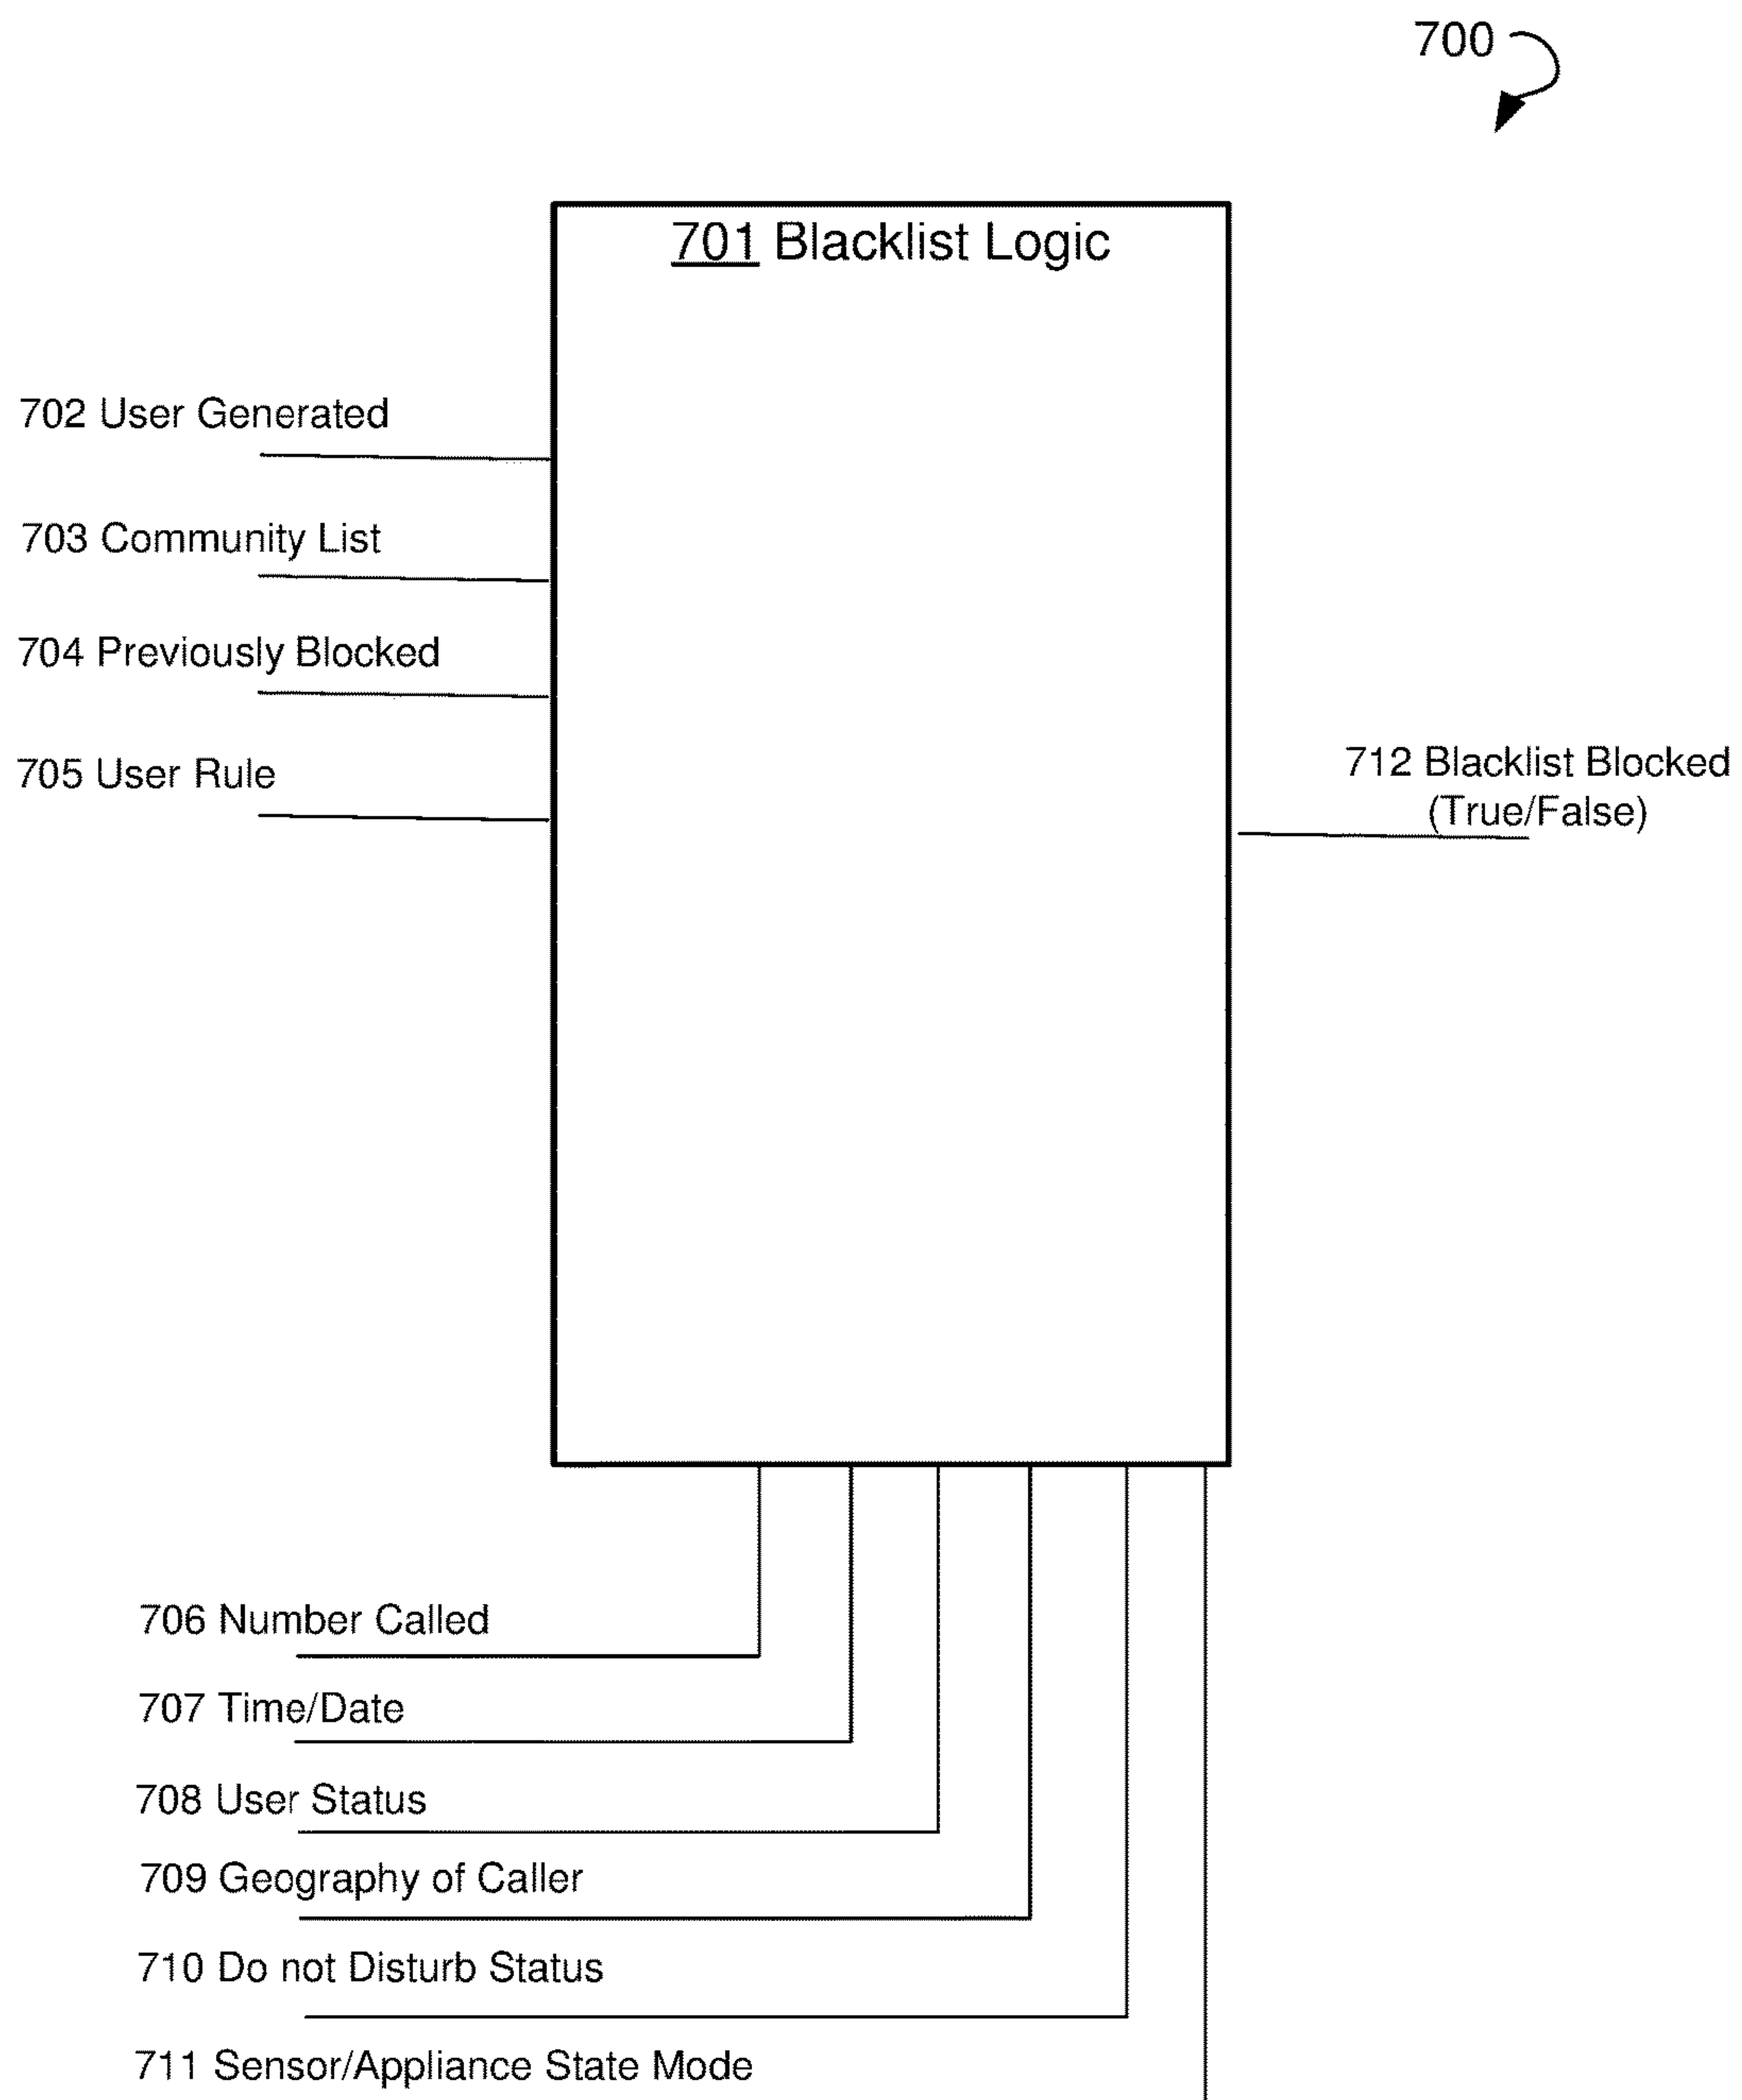 700
701 Blacklist Logic
702 User Generated
703 Community List
704 Previously Blocked
705 User Rule
712 Blacklist Blocked
(True/False)
706 Number Called
707 Time/Date
708 User Status
709 Geography of Caller
710 Do not Disturb Status
711 Sensor/Appliance State Mode